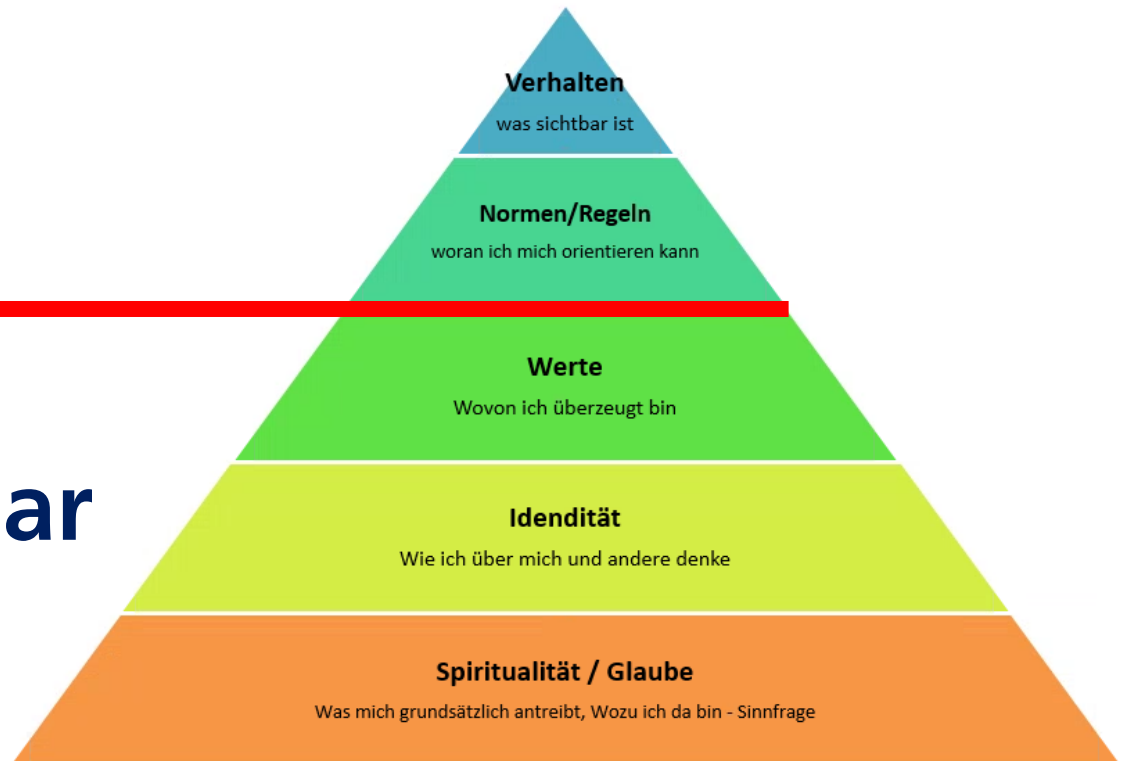 Verhalten
was sichtbar ist
Normen/Regeln
woran ich mich orientieren kann
Werte
Wovon ich überzeugt bin
ar
Idendität
Wie ich über mich und andere denke
Spiritualität / Glaube
Was mich grundsätzlich antreibt, Wozu ich da bin - Sinnfrage